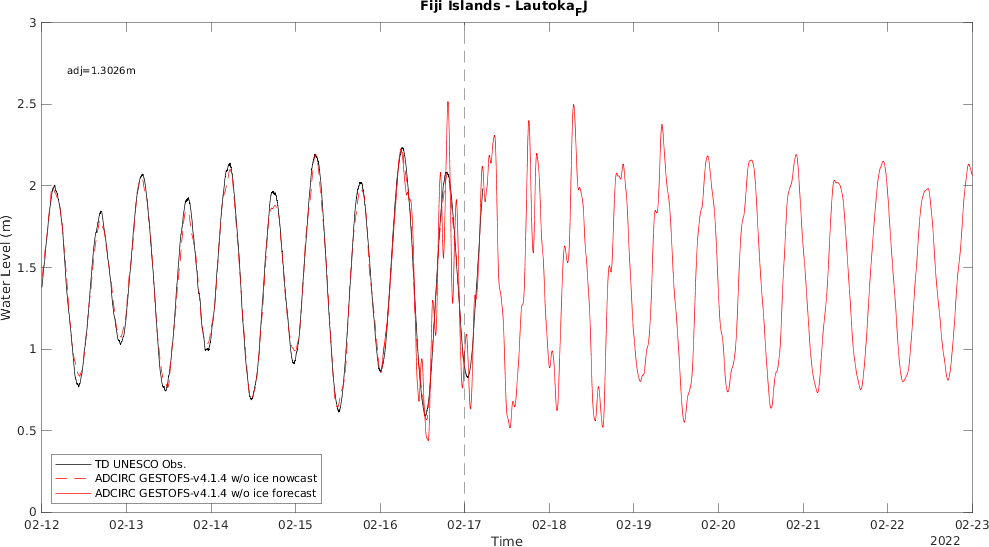 Fiji Islands - Lautoka_FJ
adj=1.3026m
3
2.5
2
1.5
1
0.5
0
Water Level (m)
TD UNESCO Obs.
ADCIRC GESTOFS-v4.1.4 w/o ice nowcast
ADCIRC GESTOFS-v4.1.4 w/o ice forecast
02-12 02-13 02-14 02-15 02-16 02-17 02-18 02-19 02-20 02-21 02-22 02-23
Time
2022